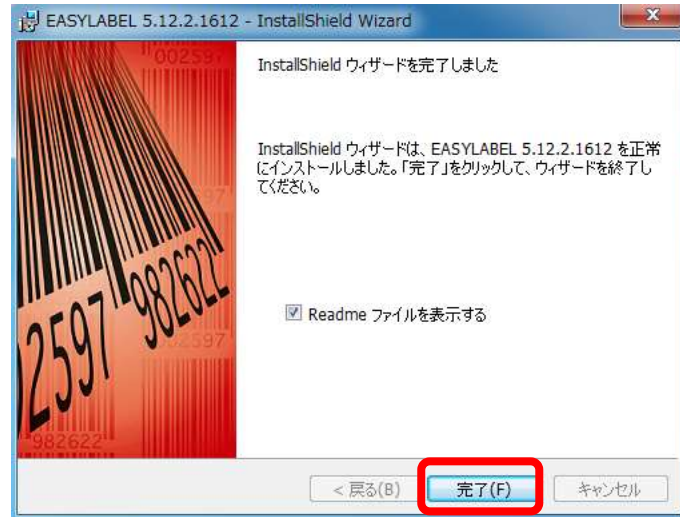 EASYLABEL 5.12.2.1612 - InstallShield Wizard
002597
InstallShield ウィザードを完了しました
InstallShield ウィザードは、EASYLABEL 5.12.2.1612 を正常
にインストールしました。「完了」をクリックして、ウィザードを終了し
てください。
Readme ファイルを表示する
02597 982622
982622
< 戻る(B)
完了(F)
キャンセル